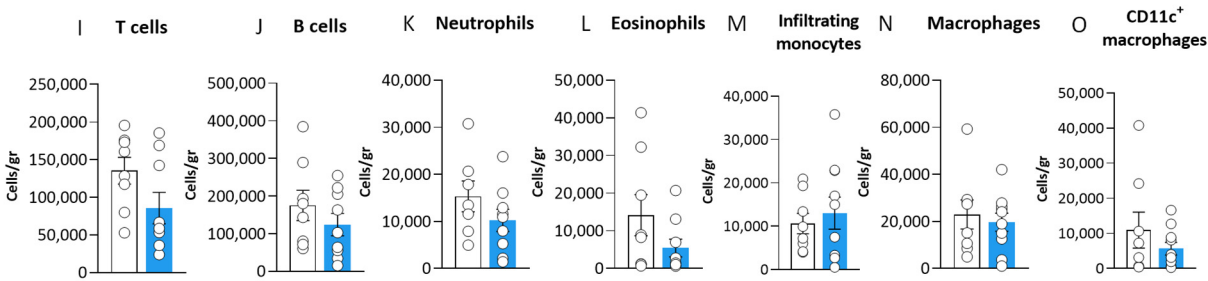 I T cells
Cells/gr
250,000
200,000
150,000
100,000
50,000
0
J B cells
Cells/gr
500,000
400,000
300,000
200,000
100,000
0
K Neutrophils
Cells/gr
40,000
30,000
20,000
10,000
0
L Eosinophils
Cells/gr
50,000
40,000
30,000
20,000
10,000
0
M Infiltrating
monocytes
Cells/gr
40,000
30,000
20,000
10,000
0
N Macrophages
Cells/gr
80,000
60,000
40,000
20,000
0
O CD11c+
macrophages
Cells/gr
50,000
40,000
30,000
20,000
10,000
0